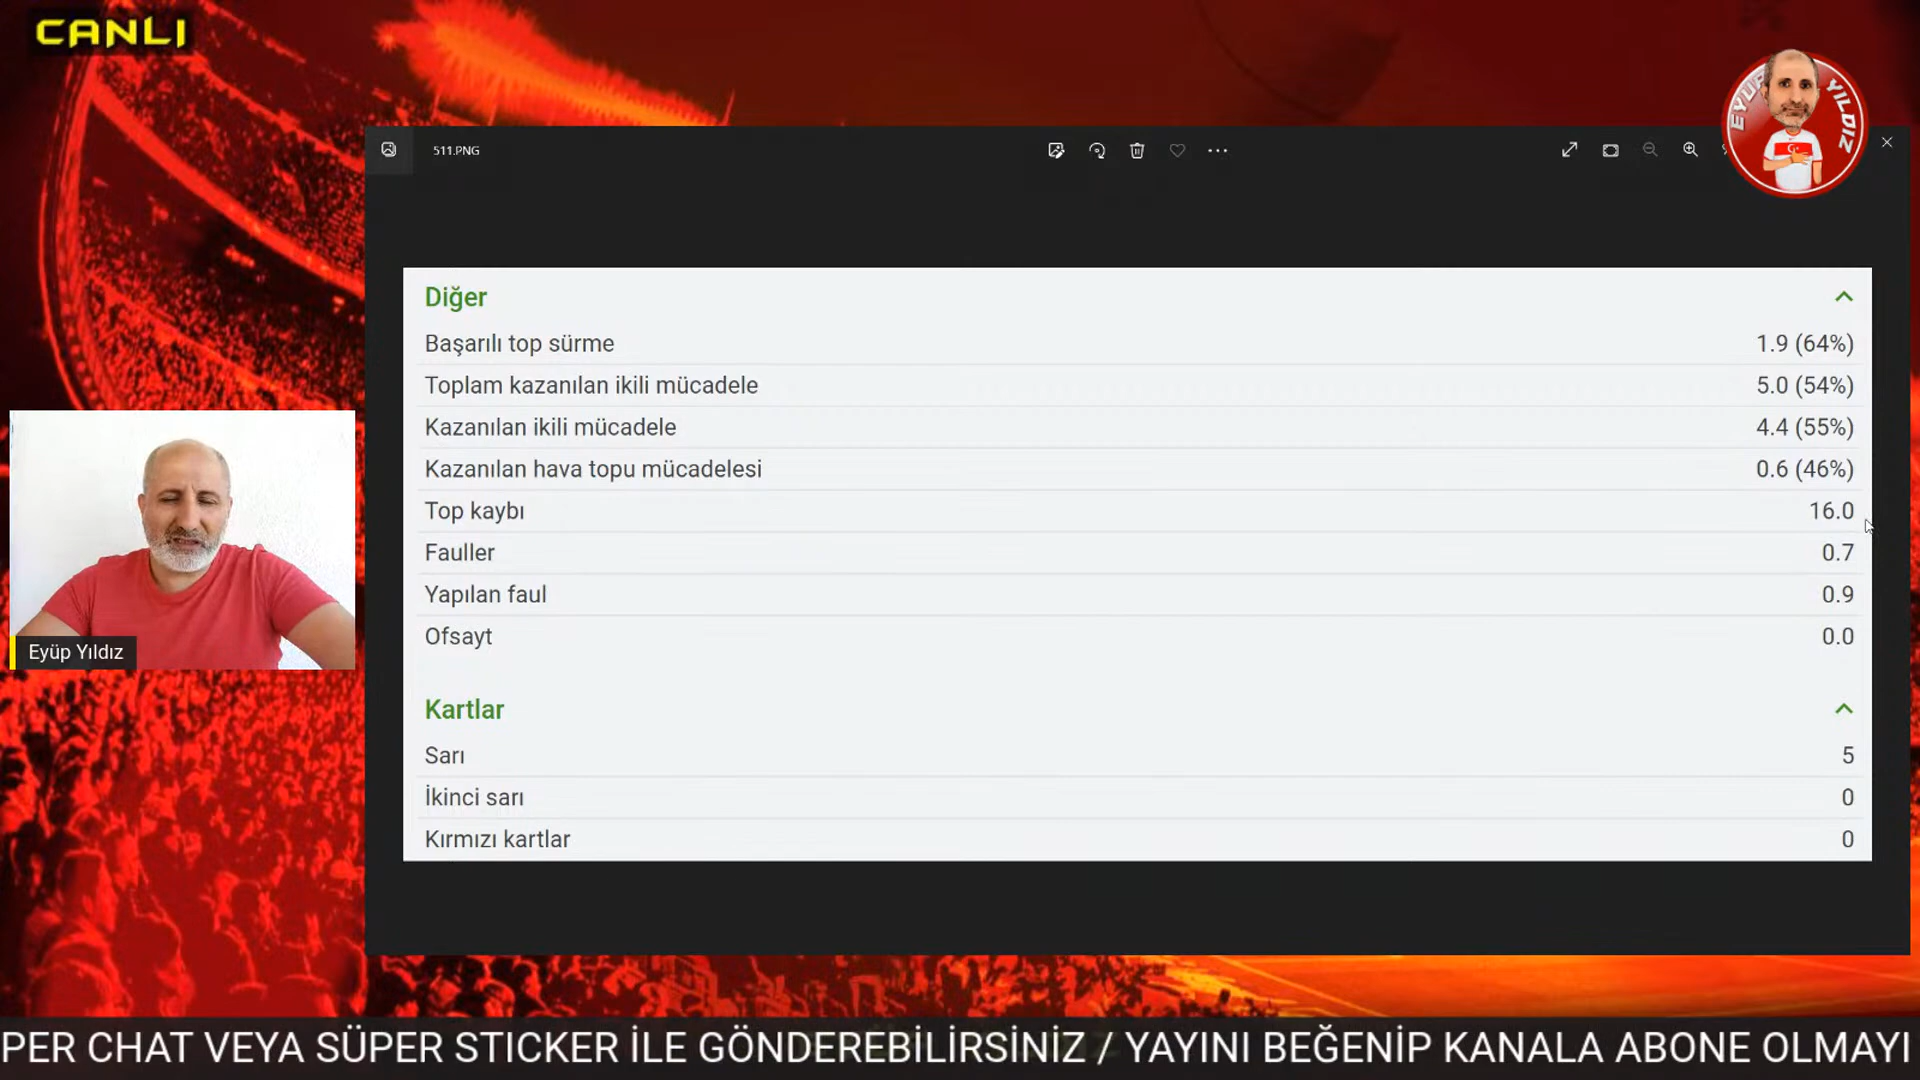 CANLI
EYÜP YILDIZ
511.PNG
Diğer
Başarılı top sürme 1.9 (64%)
Toplam kazanılan ikili mücadele 5.0 (54%)
Kazanılan ikili mücadele 4.4 (55%)
Kazanılan hava topu mücadelesi 0.6 (46%)
Top kaybı 16.0
Fauller 0.7
Yapılan faul 0.9
Ofsayt 0.0
Kartlar
Sarı 5
İkinci sarı 0
Kırmızı kartlar 0
Eyüp Yıldız
PER CHAT VEYA SÜPER STICKER İLE GÖNDEREBİLİRSİNİZ / YAYINI BEĞENİP KANALA ABONE OLMAYI